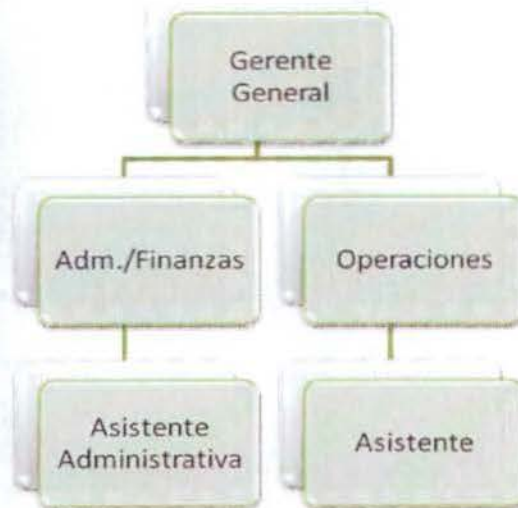 Gerente
General
Adm./Finanzas
Operaciones
Asistente
Administrativa
Asistente